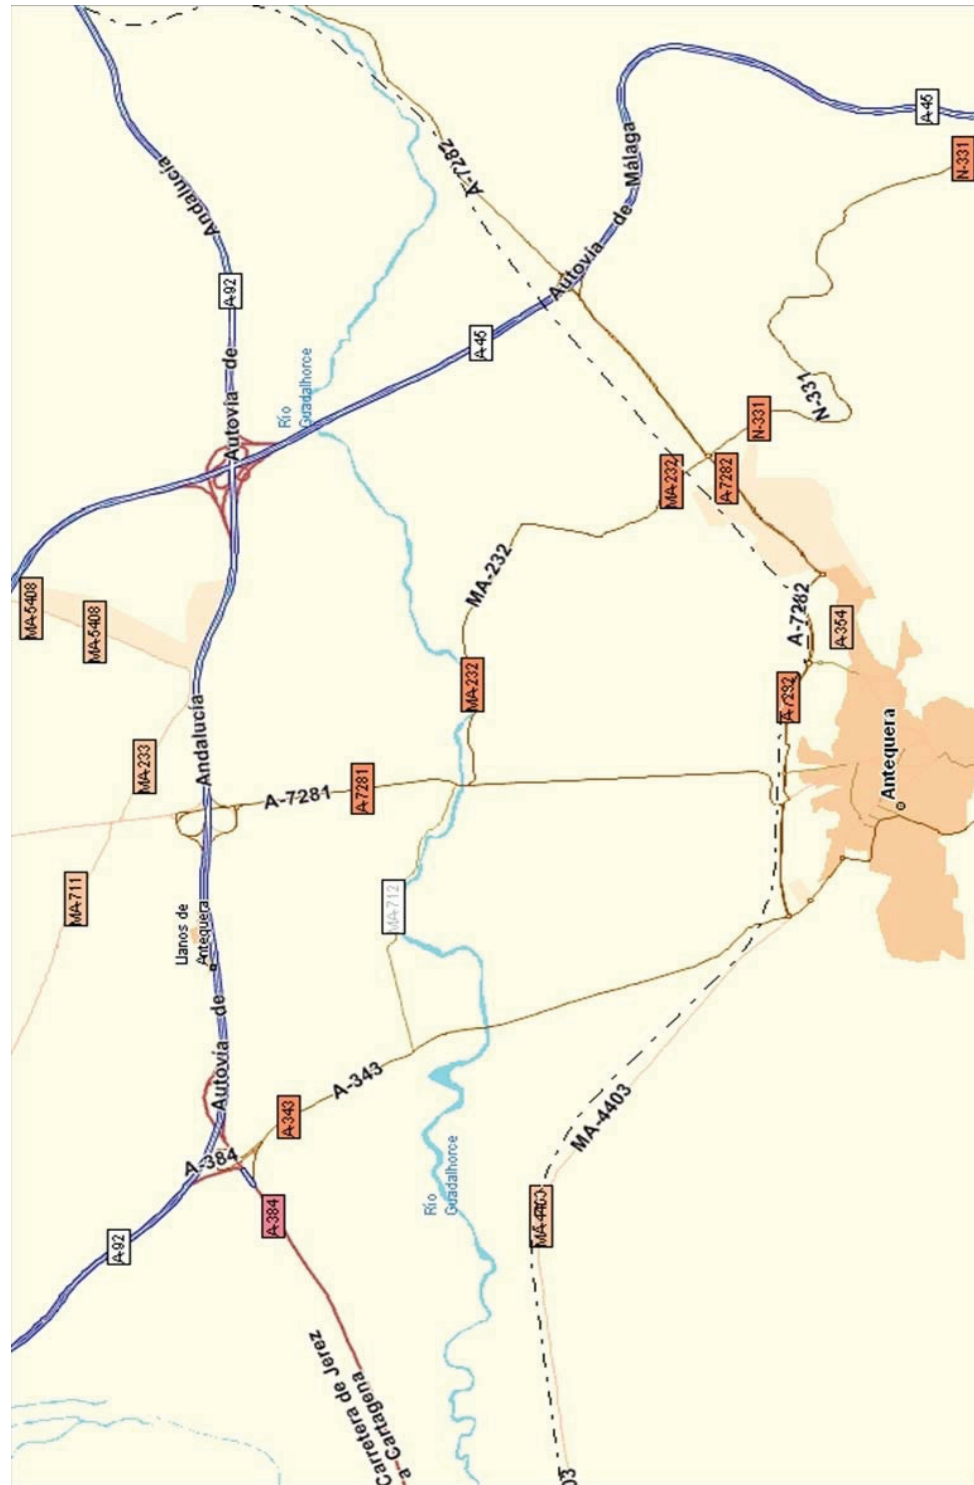 Andalucía
A-92
Autovía de
Río
Guadalhorce
A-7282
Autovía de Málaga
A-45
A-45
N-331
N-331
N-331
MA-232
A-7282
MA-232
MA-232
A-7282
A-354
A-7282
Antequera
MA-5408
MA-5408
MA-233
Andalucía
A-7281
A-7281
MA-711
MA-712
Llanos de
Antequera
Autovía de
A-343
A-343
A-384
A-384
A-92
Río
Guadalhorce
MA-4403
MA-4403
Carretera de Jerez
a Cartagena
03